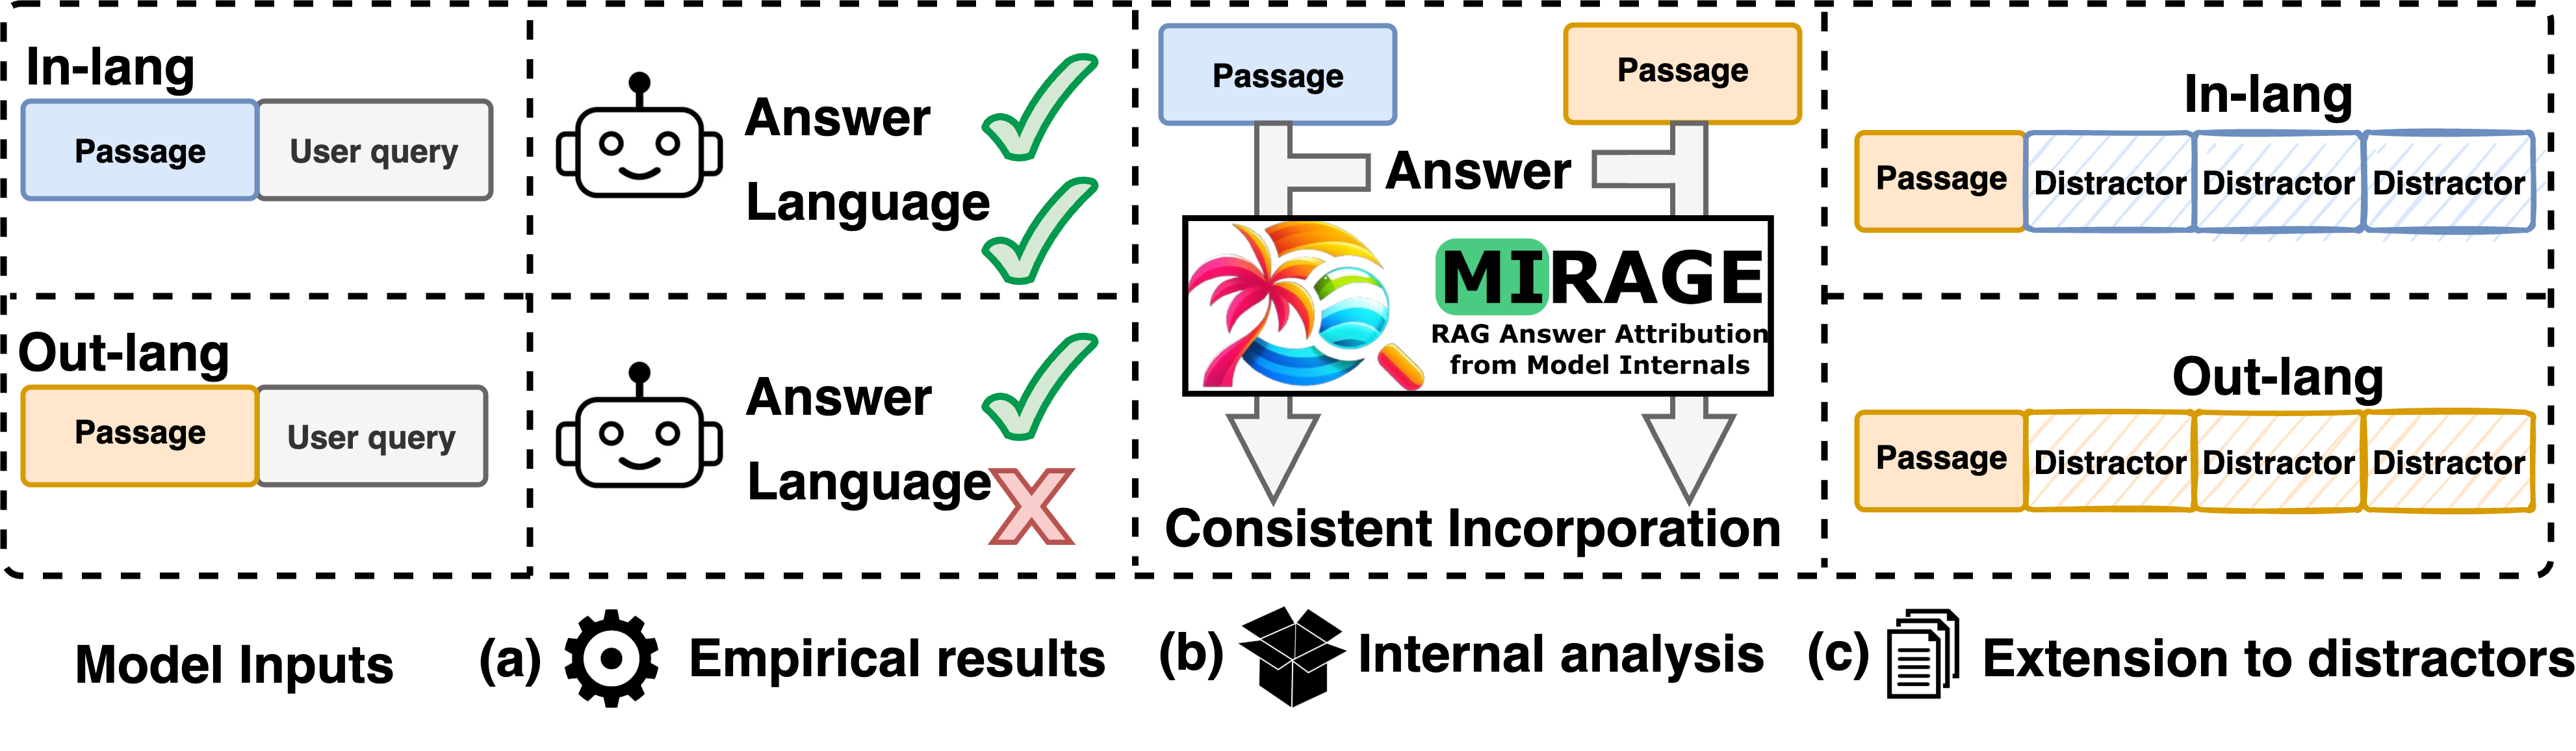 In-lang
Passage
User query
Out-lang
Passage
User query
Answer
Language
Answer
Language
X
Passage
Passage
Answer
MIRAGE
RAG Answer Attribution
from Model Internals
Consistent Incorporation
In-lang
Passage
Distractor
Distractor
Distractor
Out-lang
Passage
Distractor
Distractor
Distractor
Model Inputs
(a) Empirical results
(b) Internal analysis
(c) Extension to distractors